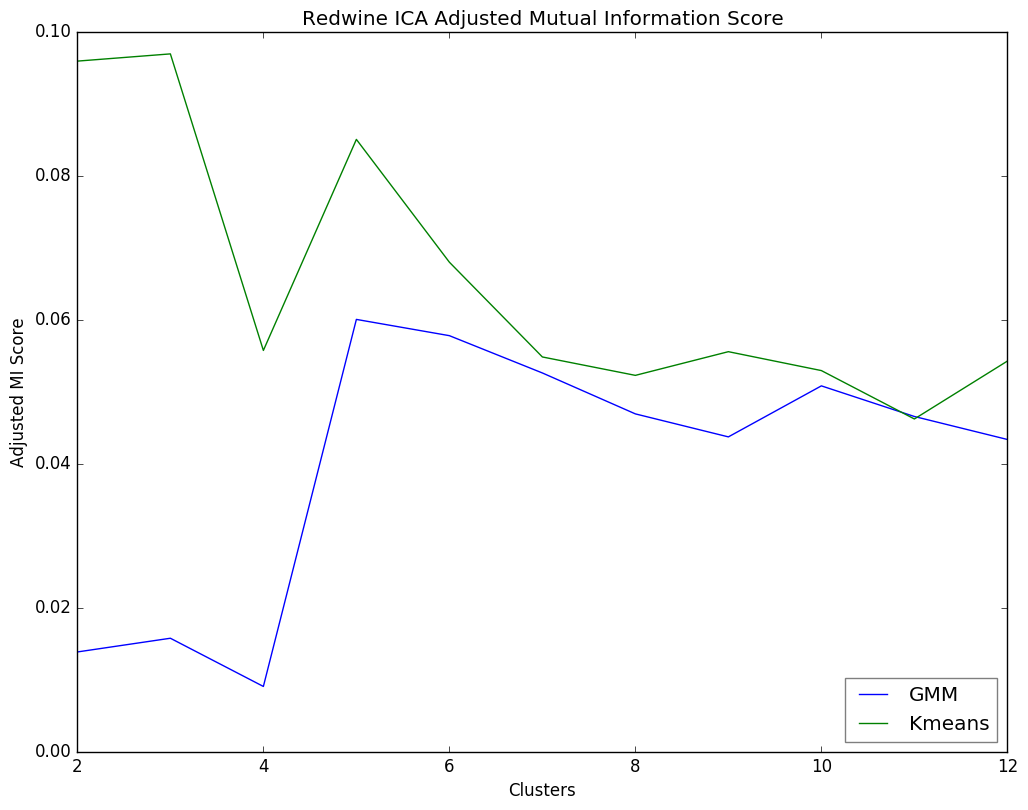 Redwine ICA Adjusted Mutual Information Score
0.10
0.08
0.06
0.04
0.02
0.00
Adjusted MI Score
2 4 6 8 10 12
Clusters
GMM
Kmeans